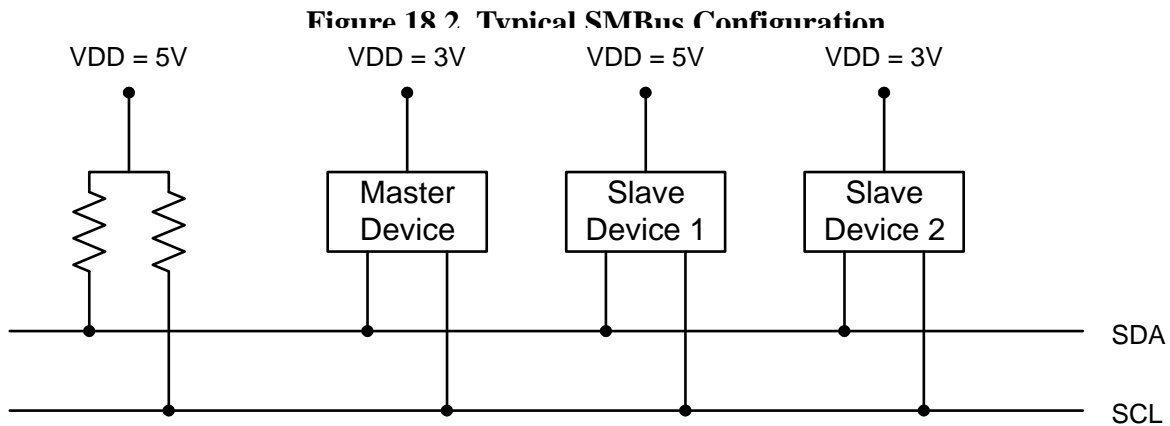 Figure 18.2. Typical SMBus Configuration
VDD = 5V VDD = 3V VDD = 5V VDD = 3V
Master Device
Slave Device 1
Slave Device 2
SDA
SCL